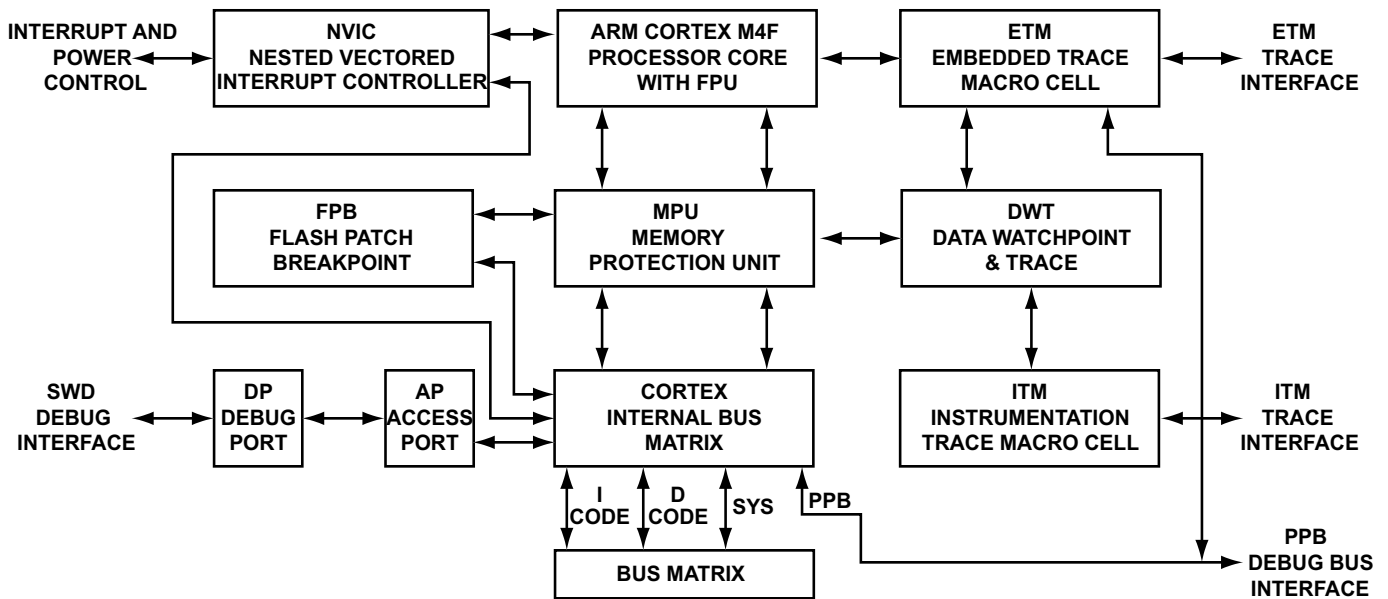 INTERRUPT AND
POWER
CONTROL
NVIC
NESTED VECTORED
INTERRUPT CONTROLLER
ARM CORTEX M4F
PROCESSOR CORE
WITH FPU
ETM
EMBEDDED TRACE
MACRO CELL
ETM
TRACE
INTERFACE
FPB
FLASH PATCH
BREAKPOINT
MPU
MEMORY
PROTECTION UNIT
DWT
DATA WATCHPOINT
& TRACE
SWD
DEBUG
INTERFACE
DP
DEBUG
PORT
AP
ACCESS
PORT
CORTEX
INTERNAL BUS
MATRIX
ITM
INSTRUMENTATION
TRACE MACRO CELL
ITM
TRACE
INTERFACE
I
CODE
D
CODE
SYS
PPB
BUS MATRIX
PPB
DEBUG BUS
INTERFACE